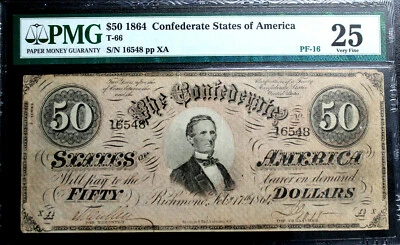 PMG
PAPER MONEY GUARANTY
$50 1864 Confederate States of America
T-66
S/N 16548 pp XA
PF-16
25
Very Fine
The Confederate
50
50
16548
16548
STATES OF AMERICA
Will pay to the bearer on demand
FIFTY DOLLARS
Richmond Feb. 17th 1864